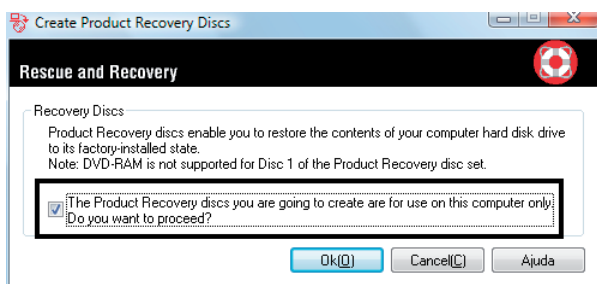 Create Product Recovery Discs
Rescue and Recovery
Recovery Discs
Product Recovery discs enable you to restore the contents of your computer hard disk drive
to its factory-installed state.
Note: DVD-RAM is not supported for Disc 1 of the Product Recovery disc set.
The Product Recovery discs you are going to create are for use on this computer only.
Do you want to proceed?
Ok(O) Cancel(C) Ajuda